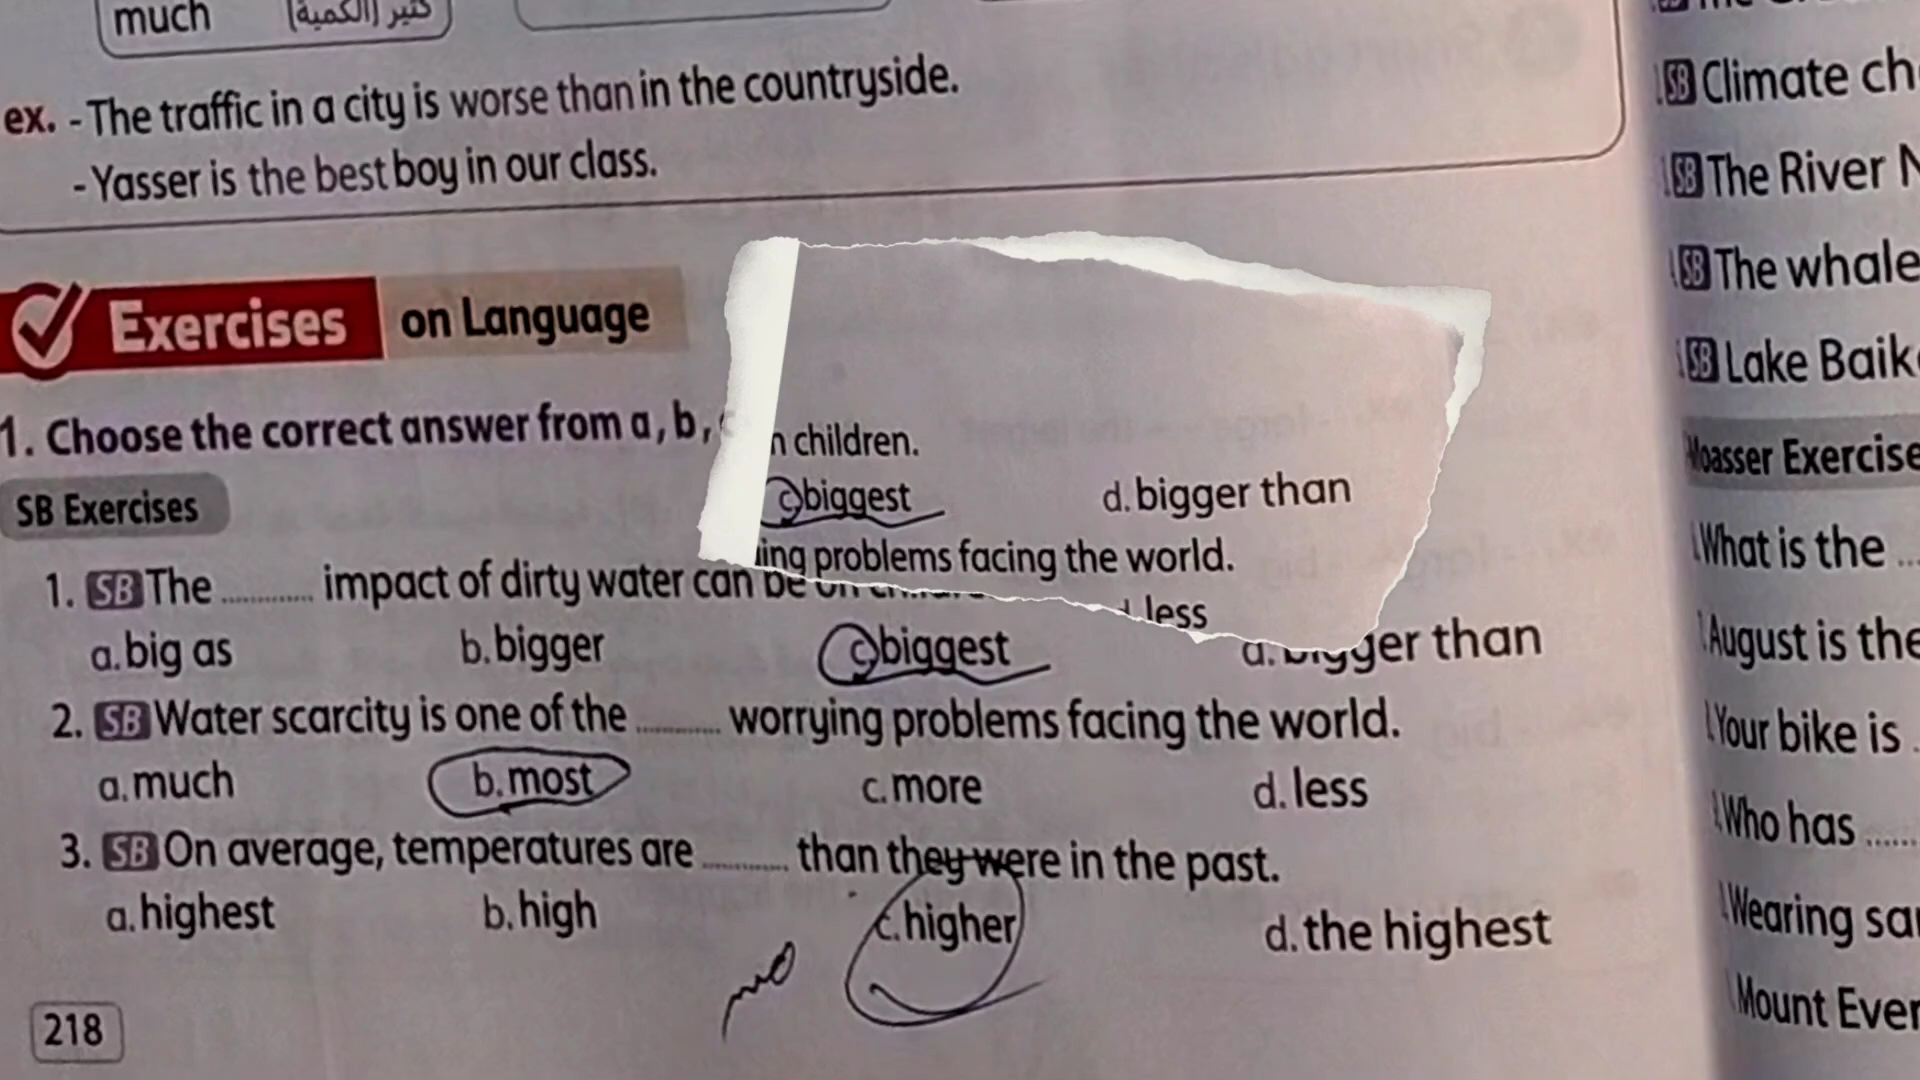 much كثير (الكمية)
ex. - The traffic in a city is worse than in the countryside.
- Yasser is the best boy in our class.
Exercises on Language
1. Choose the correct answer from a, b,
SB Exercises
n children.
c. biggest d. bigger than
ing problems facing the world.
less
1. SB The ............ impact of dirty water can be on
a. big as b. bigger c. biggest d. bigger than
2. SB Water scarcity is one of the ............ worrying problems facing the world.
a. much b. most c. more d. less
3. SB On average, temperatures are ............ than they were in the past.
a. highest b. high c. higher d. the highest
218
SB Climate ch
SB The River N
SB The whale
SB Lake Baik
Moasser Exercise
What is the ...
August is the
Your bike is .
Who has ......
Wearing sa
Mount Ever